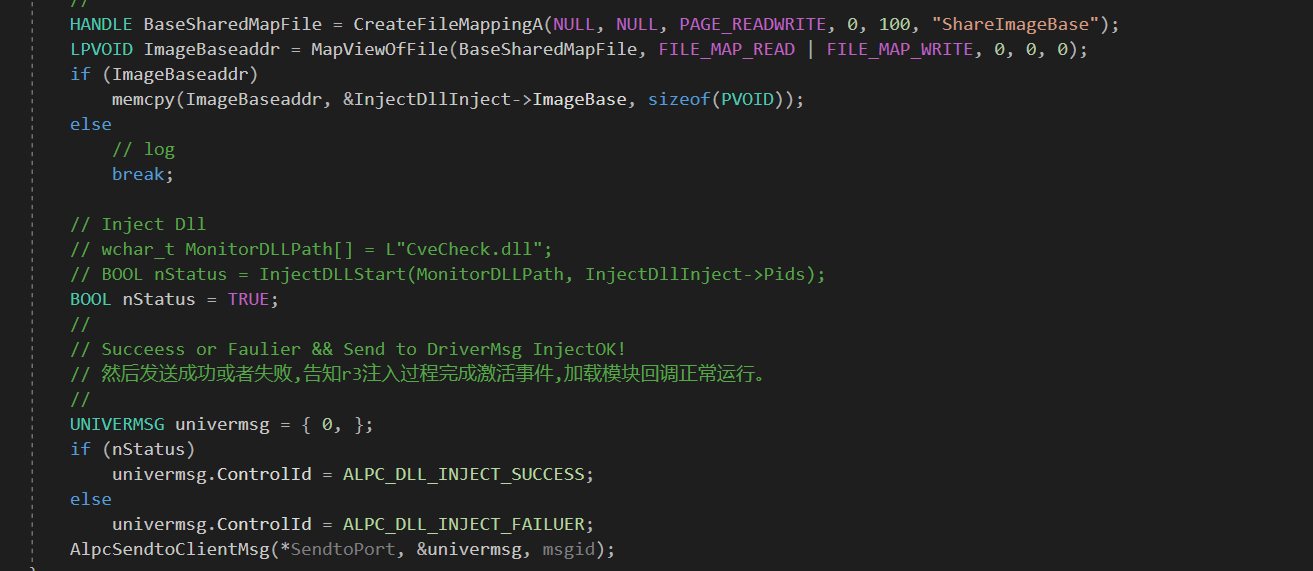 //
HANDLE BaseSharedMapFile = CreateFileMappingA(NULL, NULL, PAGE_READWRITE, 0, 100, "ShareImageBase");
LPVOID ImageBaseaddr = MapViewOfFile(BaseSharedMapFile, FILE_MAP_READ | FILE_MAP_WRITE, 0, 0, 0);
if (ImageBaseaddr)
memcpy(ImageBaseaddr, &InjectDllInject->ImageBase, sizeof(PVOID));
else
// log
break;
// Inject Dll
// wchar_t MonitorDLLPath[] = L"CveCheck.dll";
// BOOL nStatus = InjectDLLStart(MonitorDLLPath, InjectDllInject->Pids);
BOOL nStatus = TRUE;
//
// Succeess or Faulier && Send to DriverMsg InjectOK!
// 然后发送成功或者失败,告知r3注入过程完成激活事件,加载模块回调正常运行。
//
UNIVERMSG univermsg = { 0, };
if (nStatus)
univermsg.ControlId = ALPC_DLL_INJECT_SUCCESS;
else
univermsg.ControlId = ALPC_DLL_INJECT_FAILUER;
AlpcSendtoClientMsg(*SendtoPort, &univermsg, msgid);